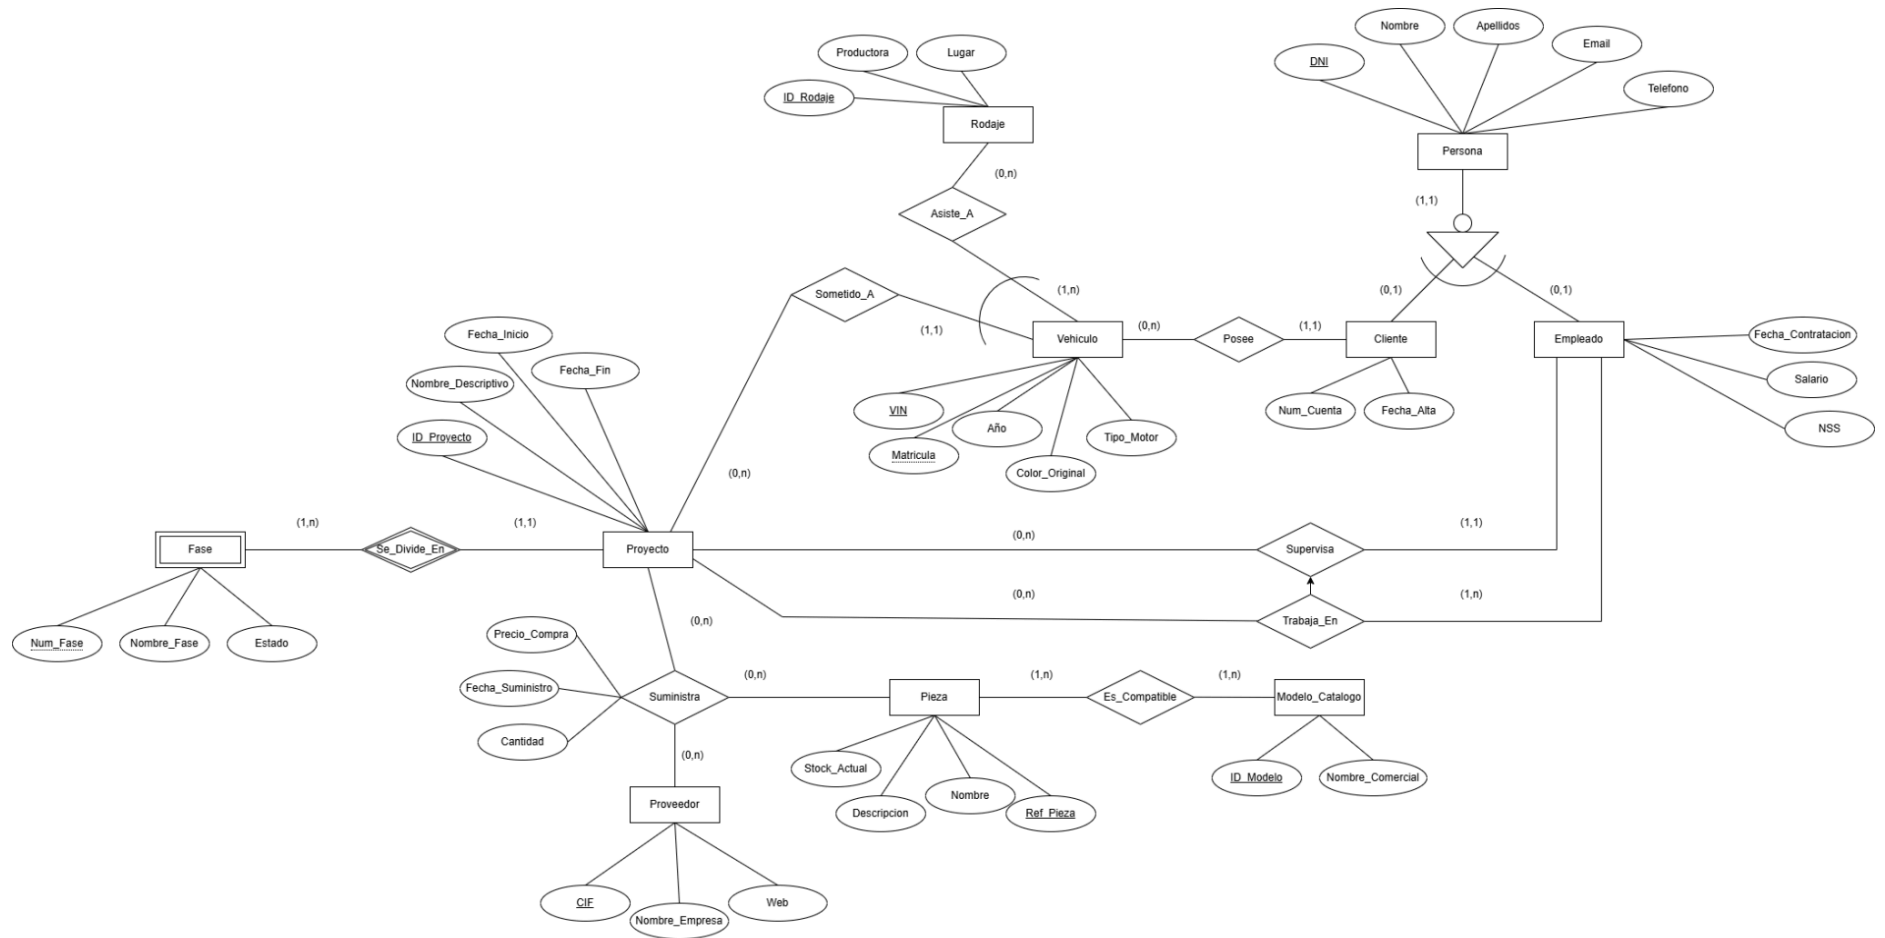 Nombre
Apellidos
Email
DNI
Telefono
Persona
(1,1)
Productora
Lugar
ID_Rodaje
Rodaje
(0,n)
Asiste_A
(1,n)
Sometido_A
(1,1)
(0,n)
Vehiculo
(0,n)
Posee
(1,1)
(0,1)
(0,1)
Cliente
Empleado
Num_Cuenta
Fecha_Alta
Fecha_Contratacion
Salario
NSS
VIN
Matricula
Año
Color_Original
Tipo_Motor
Fecha_Inicio
Fecha_Fin
Nombre_Descriptivo
ID_Proyecto
Fase
(1,n)
Se_Divide_En
(1,1)
Proyecto
(0,n)
Supervisa
(1,1)
(0,n)
Trabaja_En
(1,n)
Num_Fase
Nombre_Fase
Estado
(0,n)
Precio_Compra
Fecha_Suministro
Cantidad
Suministra
(0,n)
Pieza
(1,n)
Es_Compatible
(1,n)
Modelo_Catalogo
Stock_Actual
Descripcion
Nombre
Ref_Pieza
ID_Modelo
Nombre_Comercial
(0,n)
Proveedor
CIF
Nombre_Empresa
Web